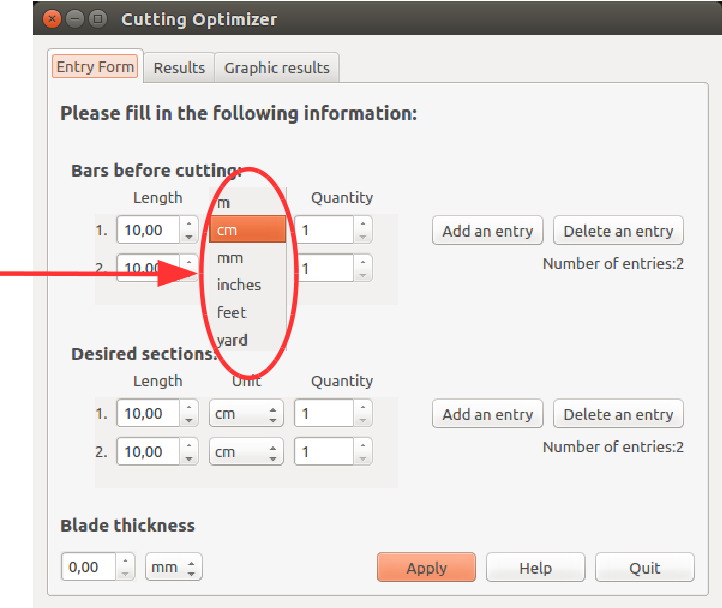 Cutting Optimizer
Entry Form Results Graphic results
Please fill in the following information:
Bars before cutting:
Length m Quantity
1. 10,00 cm 1 Add an entry Delete an entry
mm
2. 10,00 1 Number of entries:2
inches
feet
yard
Desired sections:
Length Unit Quantity
1. 10,00 cm 1 Add an entry Delete an entry
2. 10,00 cm 1 Number of entries:2
Blade thickness
0,00 mm Apply Help Quit